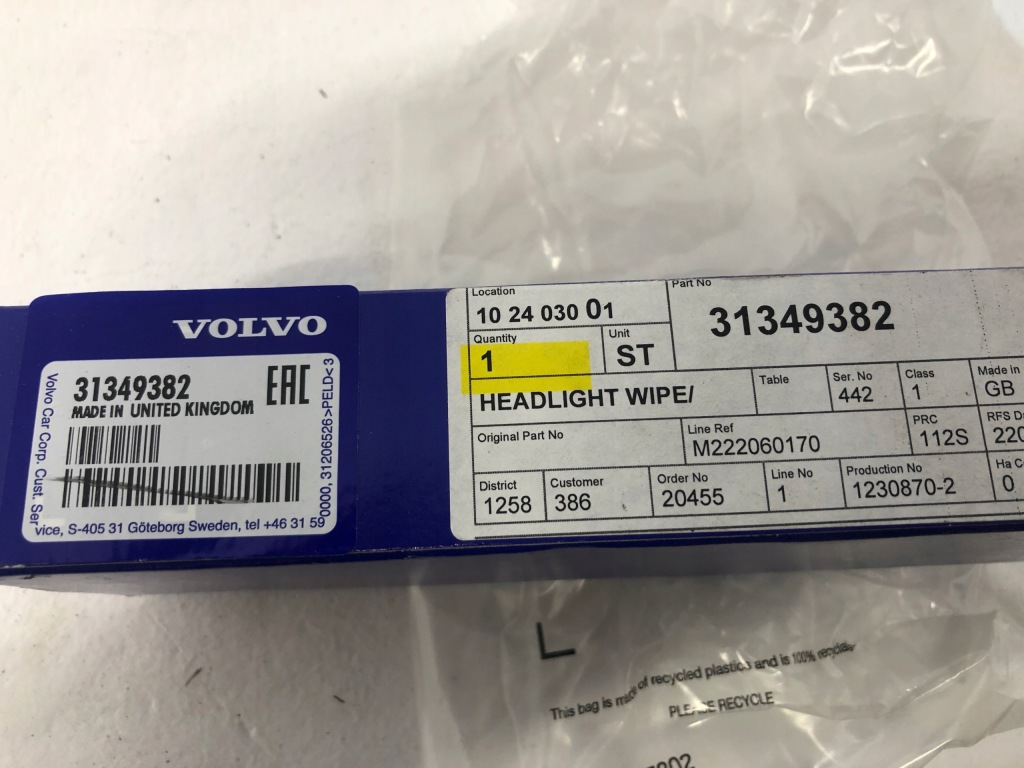 VOLVO
31349382
MADE IN UNITED KINGDOM
EAC
Volvo Car Corp. Cust. Service, S-405 31 Göteborg Sweden, tel +46 31 59 0000, 31206526 >PELD< 3
Location
10 24 030 01
Part No
31349382
Quantity
1
Unit
ST
HEADLIGHT WIPE/
Table
Ser. No
442
Class
1
Made in
GB
Original Part No
Line Ref
M222060170
PRC
112S
RFS
220
District
1258
Customer
386
Order No
20455
Line No
1
Production No
1230870-2
0
L
This bag is made of recycled plastics and is 100% recyclable
PLEASE RECYCLE